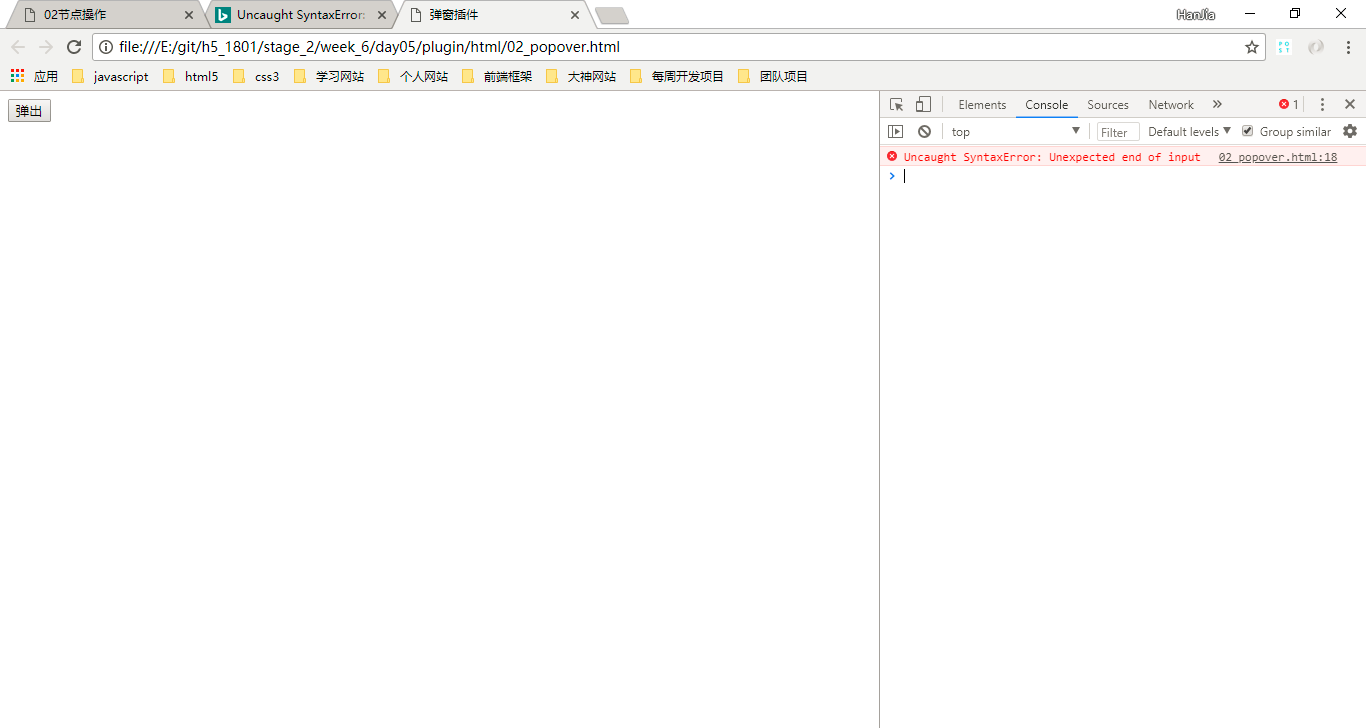 02节点操作 Uncaught SyntaxError: 弹窗插件 HanJia
file:///E:/git/h5_1801/stage_2/week_6/day05/plugin/html/02_popover.html
应用 javascript html5 css3 学习网站 个人网站 前端框架 大神网站 每周开发项目 团队项目
弹出
Elements Console Sources Network » 1
top Filter Default levels Group similar
Uncaught SyntaxError: Unexpected end of input 02_popover.html:18